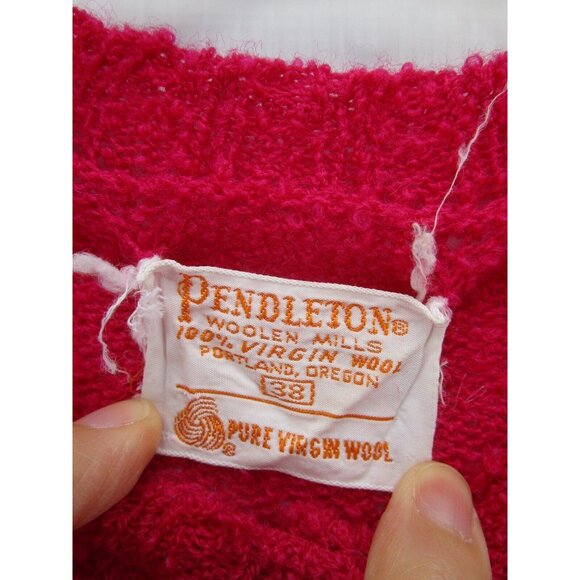 PENDLETON®
WOOLEN MILLS
100% VIRGIN WOOL
PORTLAND, OREGON
38
PURE VIRGIN WOOL
®